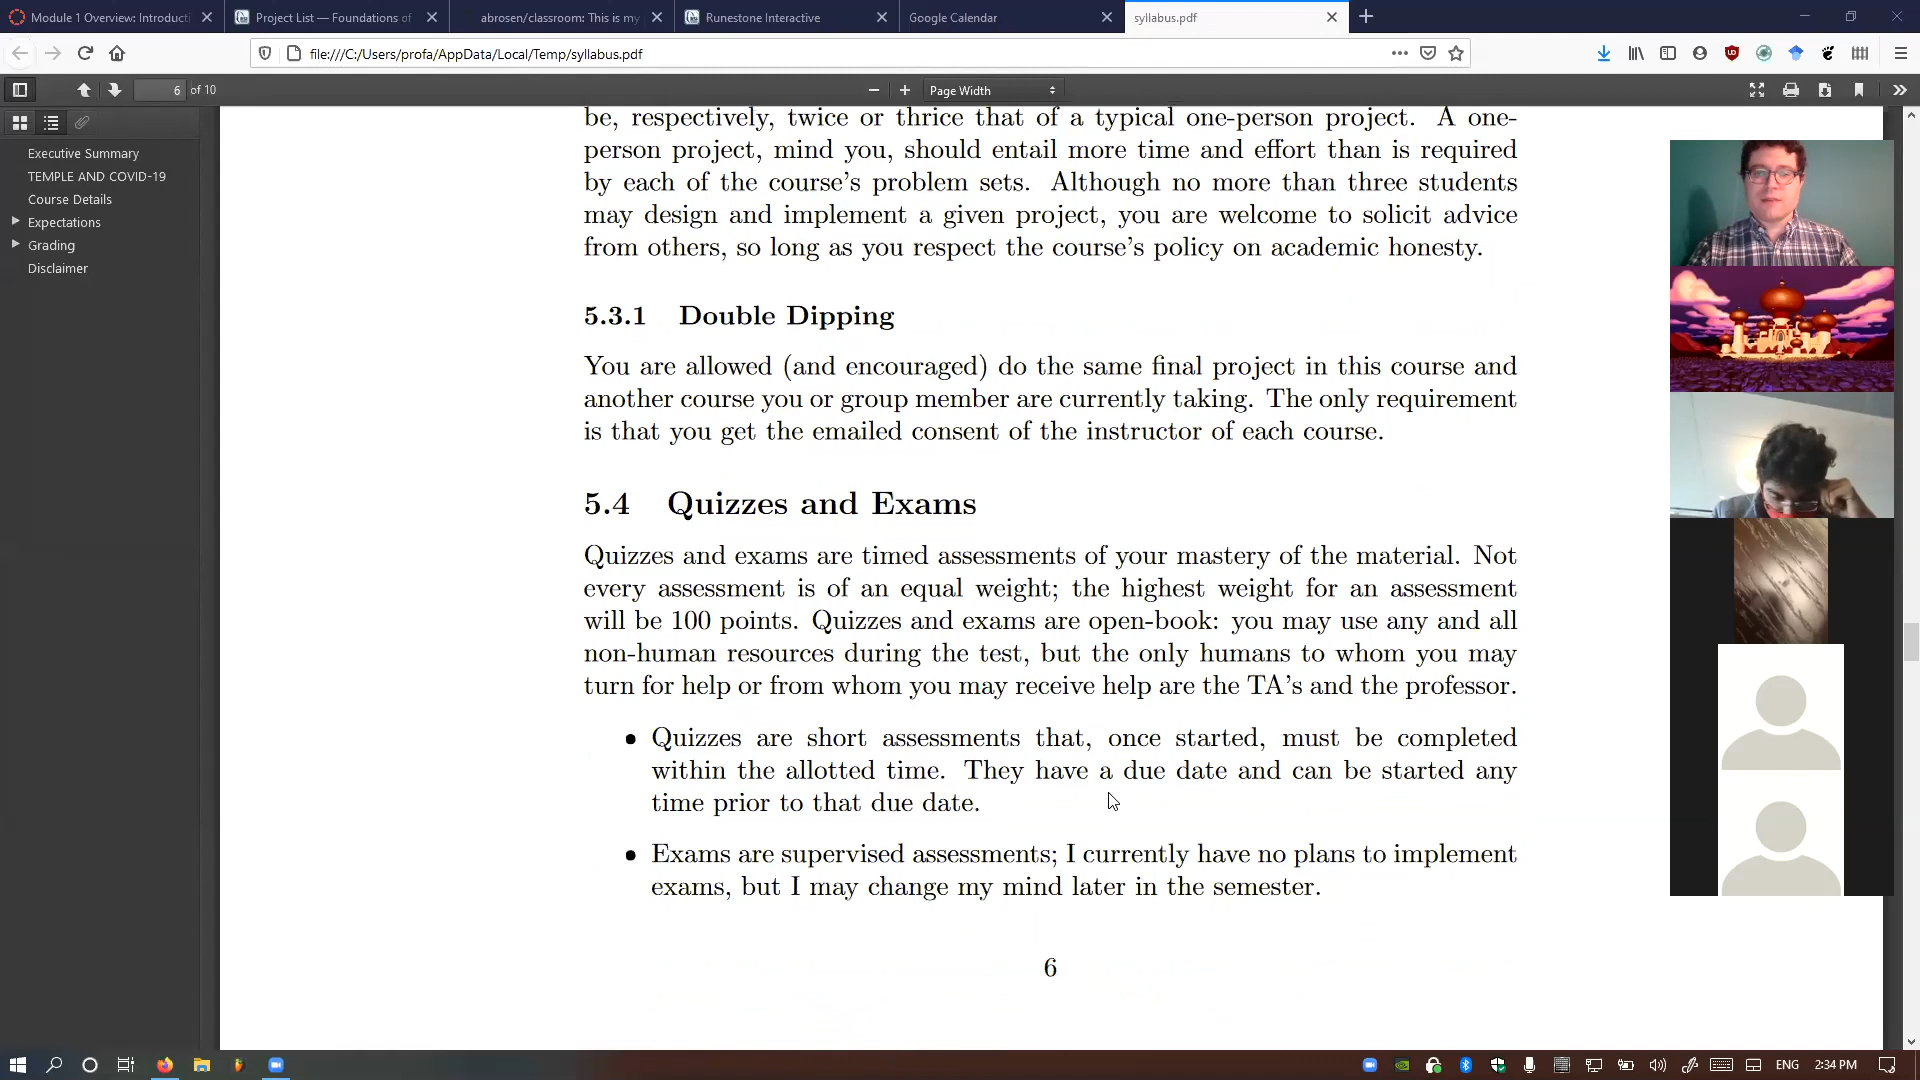 Module 1 Overview: Introducti
Project List — Foundations of
abrosen/classroom: This is my
Runestone Interactive
Google Calendar
syllabus.pdf
file:///C:/Users/profa/AppData/Local/Temp/syllabus.pdf
6 of 10
Page Width
Executive Summary
TEMPLE AND COVID-19
Course Details
Expectations
Grading
Disclaimer
be, respectively, twice or thrice that of a typical one-person project. A one-
person project, mind you, should entail more time and effort than is required
by each of the course's problem sets. Although no more than three students
may design and implement a given project, you are welcome to solicit advice
from others, so long as you respect the course's policy on academic honesty.
5.3.1 Double Dipping
You are allowed (and encouraged) do the same final project in this course and
another course you or group member are currently taking. The only requirement
is that you get the emailed consent of the instructor of each course.
5.4 Quizzes and Exams
Quizzes and exams are timed assessments of your mastery of the material. Not
every assessment is of an equal weight; the highest weight for an assessment
will be 100 points. Quizzes and exams are open-book: you may use any and all
non-human resources during the test, but the only humans to whom you may
turn for help or from whom you may receive help are the TA's and the professor.
• Quizzes are short assessments that, once started, must be completed
within the allotted time. They have a due date and can be started any
time prior to that due date.
• Exams are supervised assessments; I currently have no plans to implement
exams, but I may change my mind later in the semester.
6
ENG
2:34 PM